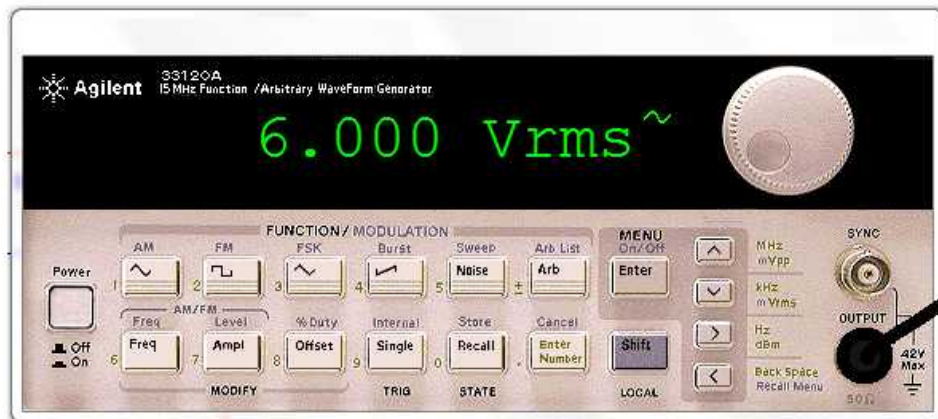 Agilent
33120A
15 MHz Function / Arbitrary WaveForm Genorator
6.000 Vrms~
FUNCTION / MODULATION
AM FM FSK Burst Sweep Arb List
1 2 3 4 5 ±
Noise Arb
MENU
On/Off
Enter
MHz
mVpp
kHz
mVrms
Hz
dBm
Back Space
Recall Menu
SYNC
OUTPUT
42V
Max
50Ω
Power
Off
On
AM/FM
Freq Level % Duty Internal Store Cancel
6 Freq 7 Ampl 8 Offset 9 Single 0 Recall . Enter Number
Shift
MODIFY TRIG STATE LOCAL